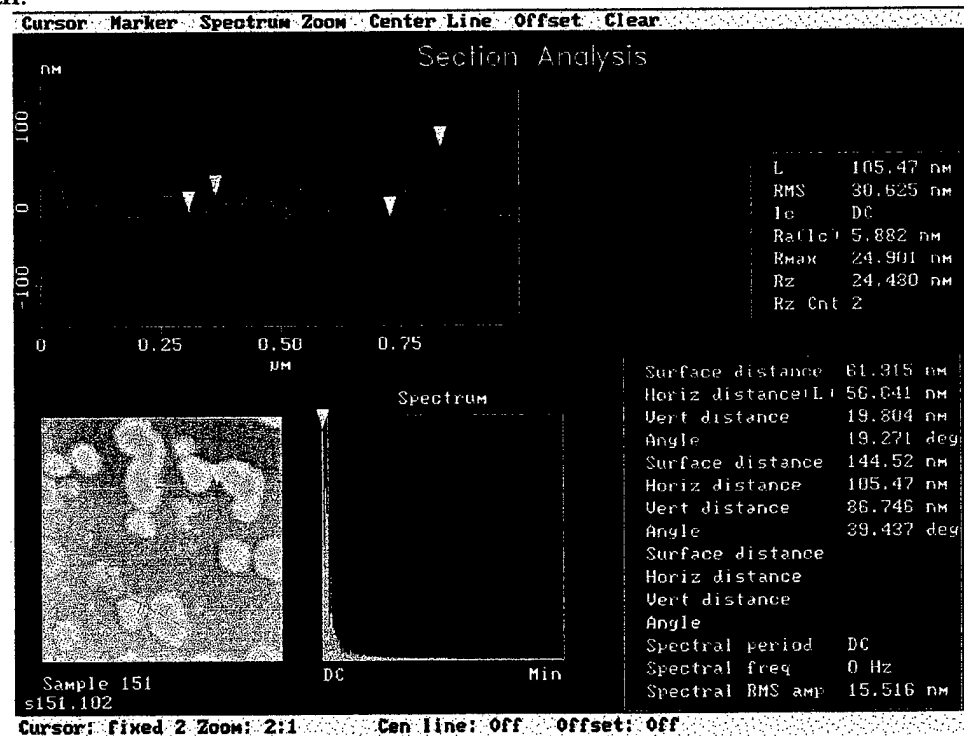 Cursor Marker Spectrum Zoom Center Line Offset Clear
Section Analysis
nM
100
0
-100
0 0.25 0.50 0.75
µM
L 105.47 nM
RMS 30.625 nM
lc DC
Ra(lc) 5.882 nM
Rmax 24.901 nM
Rz 24.480 nM
Rz Cnt 2
Surface distance 61.315 nM
Horiz distance(L) 56.641 nM
Vert distance 19.804 nM
Angle 19.271 deg
Surface distance 144.52 nM
Horiz distance 105.47 nM
Vert distance 86.746 nM
Angle 39.437 deg
Surface distance
Horiz distance
Vert distance
Angle
Spectral period DC
Spectral freq 0 Hz
Spectral RMS amp 15.516 nM
Spectrum
DC Min
Sample 151
s151.102
Cursor: fixed 2 Zoom: 2:1 Cen line: Off Offset: Off